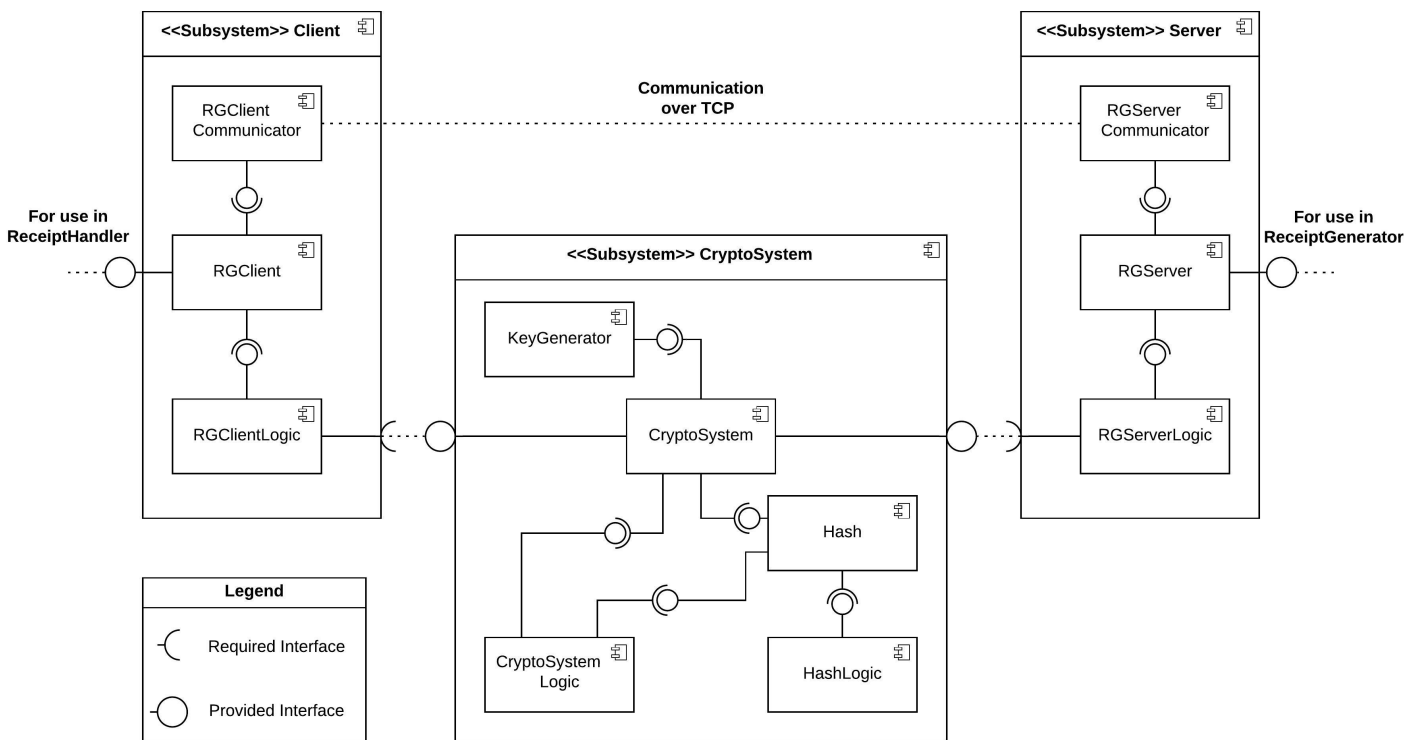 <<Subsystem>> Client
<<Subsystem>> Server
Communication
over TCP
RGClient
Communicator
RGServer
Communicator
For use in
ReceiptHandler
For use in
ReceiptGenerator
RGClient
<<Subsystem>> CryptoSystem
RGServer
KeyGenerator
RGClientLogic
CryptoSystem
RGServerLogic
Hash
Legend
Required Interface
CryptoSystem
Logic
HashLogic
Provided Interface